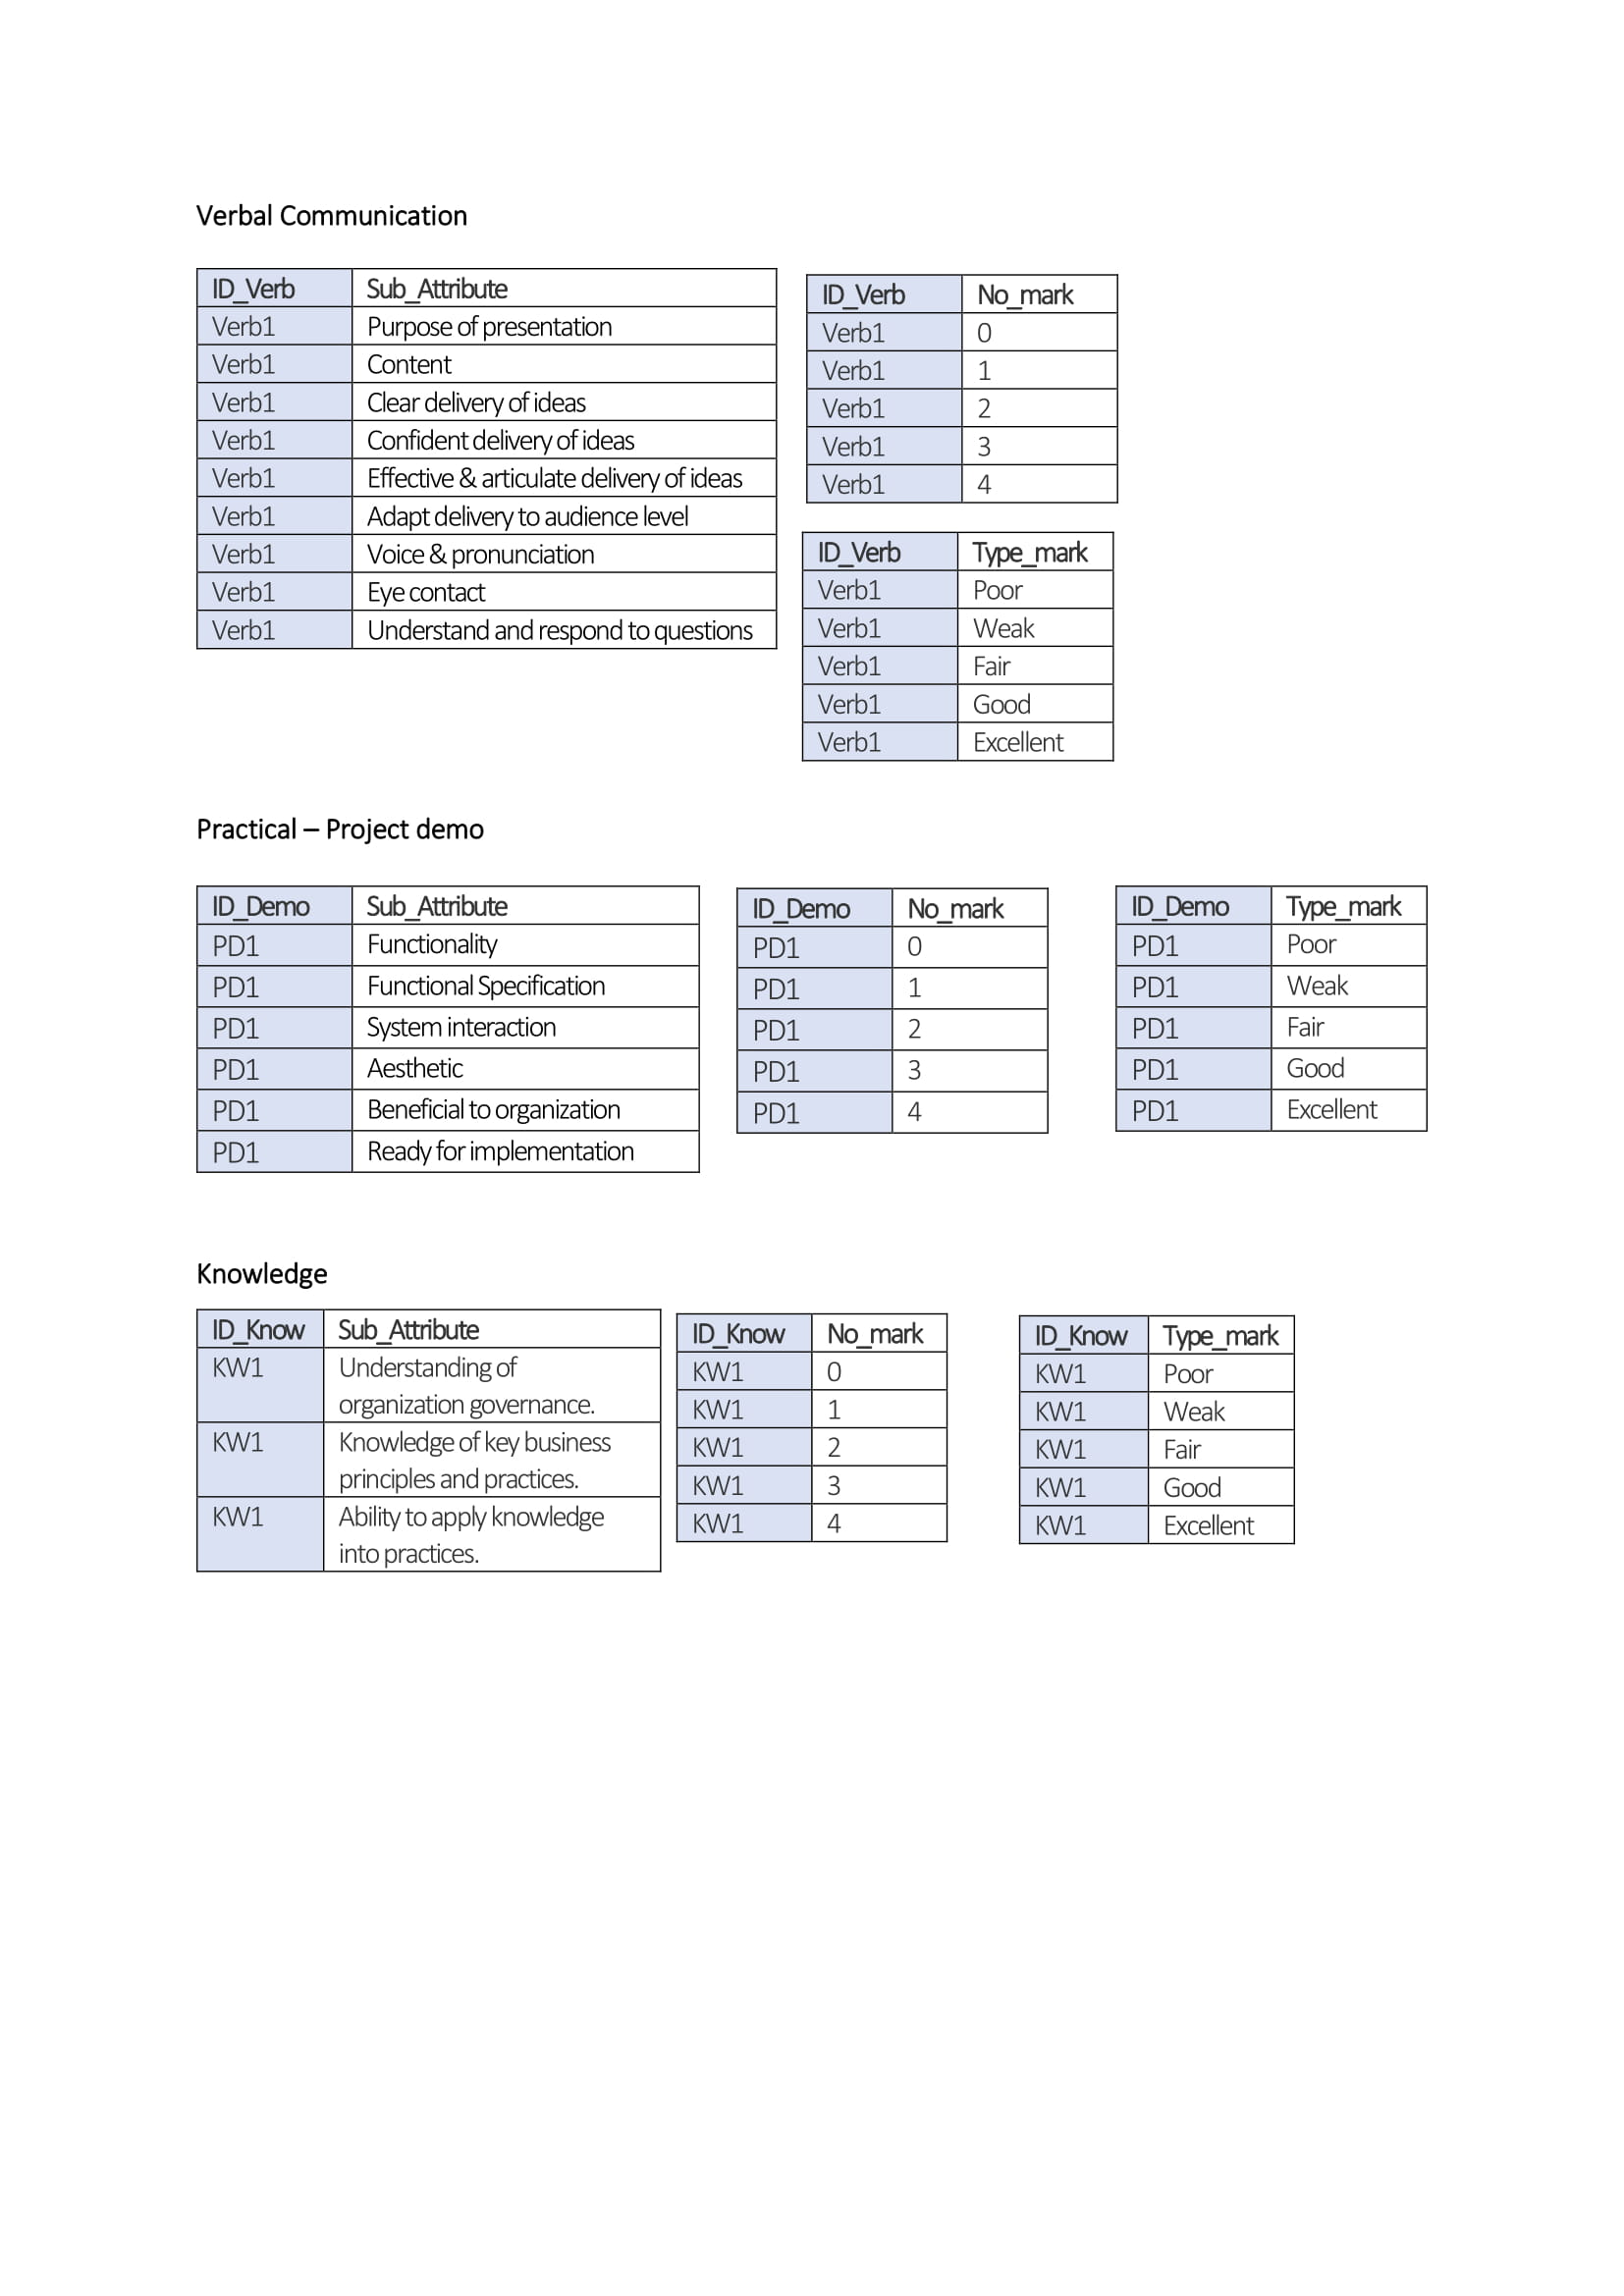 Verbal Communication
ID_Verb Sub_Attribute
Verb1 Purpose of presentation
Verb1 Content
Verb1 Clear delivery of ideas
Verb1 Confident delivery of ideas
Verb1 Effective & articulate delivery of ideas
Verb1 Adapt delivery to audience level
Verb1 Voice & pronunciation
Verb1 Eye contact
Verb1 Understand and respond to questions
ID_Verb No_mark
Verb1 0
Verb1 1
Verb1 2
Verb1 3
Verb1 4
ID_Verb Type_mark
Verb1 Poor
Verb1 Weak
Verb1 Fair
Verb1 Good
Verb1 Excellent
Practical – Project demo
ID_Demo Sub_Attribute
PD1 Functionality
PD1 Functional Specification
PD1 System interaction
PD1 Aesthetic
PD1 Beneficial to organization
PD1 Ready for implementation
ID_Demo No_mark
PD1 0
PD1 1
PD1 2
PD1 3
PD1 4
ID_Demo Type_mark
PD1 Poor
PD1 Weak
PD1 Fair
PD1 Good
PD1 Excellent
Knowledge
ID_Know Sub_Attribute
KW1 Understanding of
organization governance.
KW1 Knowledge of key business
principles and practices.
KW1 Ability to apply knowledge
into practices.
ID_Know No_mark
KW1 0
KW1 1
KW1 2
KW1 3
KW1 4
ID_Know Type_mark
KW1 Poor
KW1 Weak
KW1 Fair
KW1 Good
KW1 Excellent